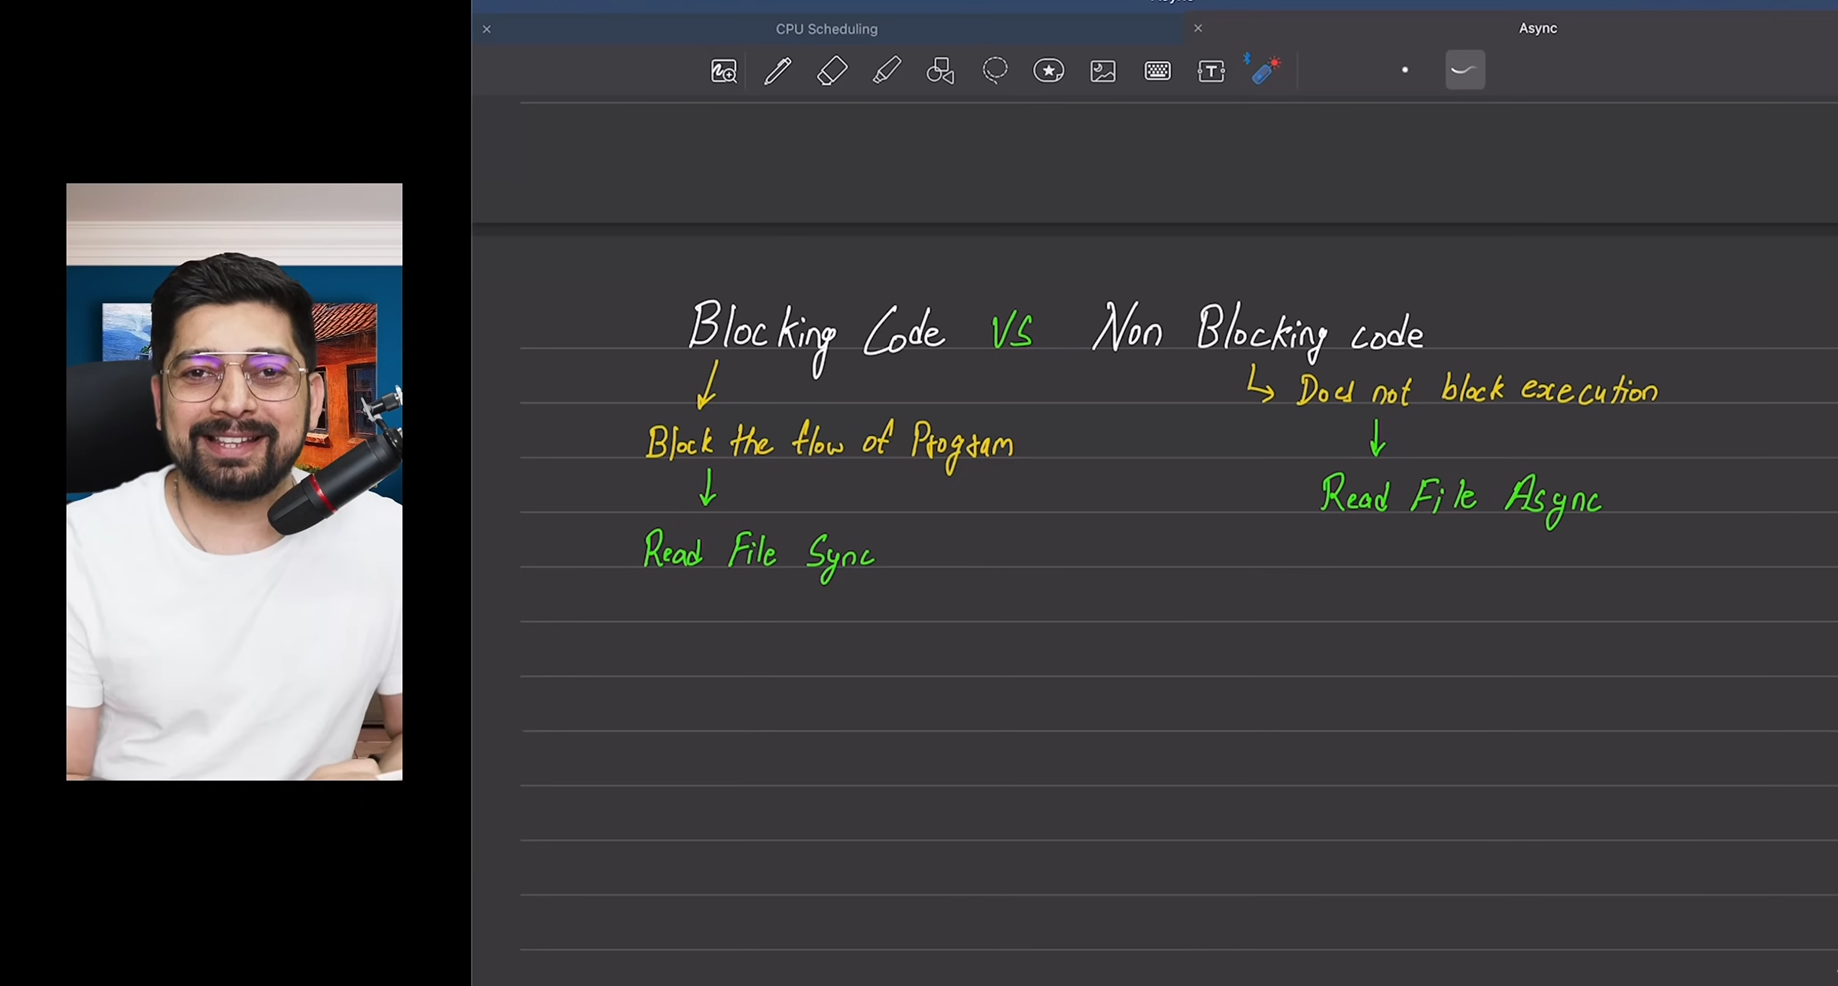 CPU Scheduling
Async
Blocking Code VS Non Blocking code
Does not block execution
Block the flow of Program
Read File Async
Read File Sync